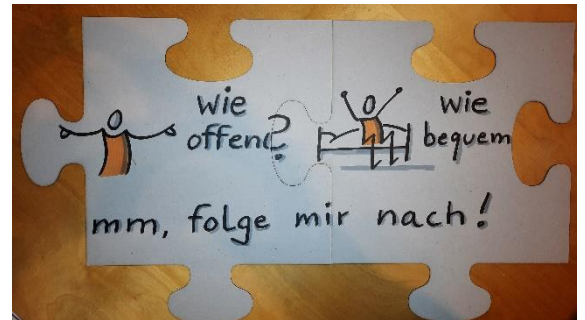 wie
offen?
wie
bequem
mm, folge mir nach!